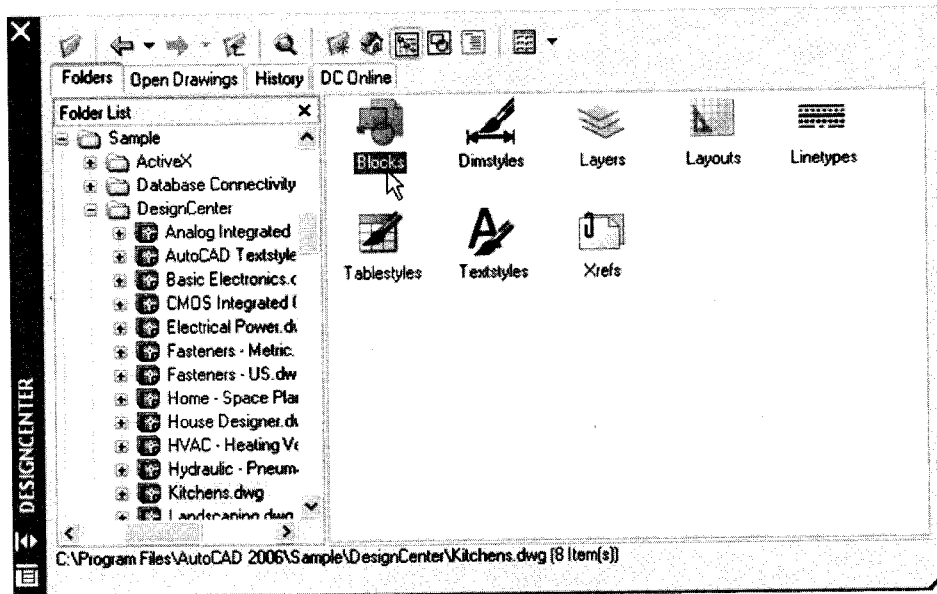 Folders Open Drawings History DC Online
Folder List
Sample
ActiveX
Database Connectivity
DesignCenter
Analog Integrated
AutoCAD Textstyle
Basic Electronics.c
CMOS Integrated (
Electrical Power.dw
Fasteners - Metric.
Fasteners - US.dw
Home - Space Plan
House Designer.dw
HVAC - Heating Ve
Hydraulic - Pneum
Kitchens.dwg
Landscaping.dwg
Blocks Dimstyles Layers Layouts Linetypes
Tablestyles Textstyles Xrefs
DESIGNCENTER
C:\Program Files\AutoCAD 2006\Sample\DesignCenter\Kitchens.dwg (8 Item(s))